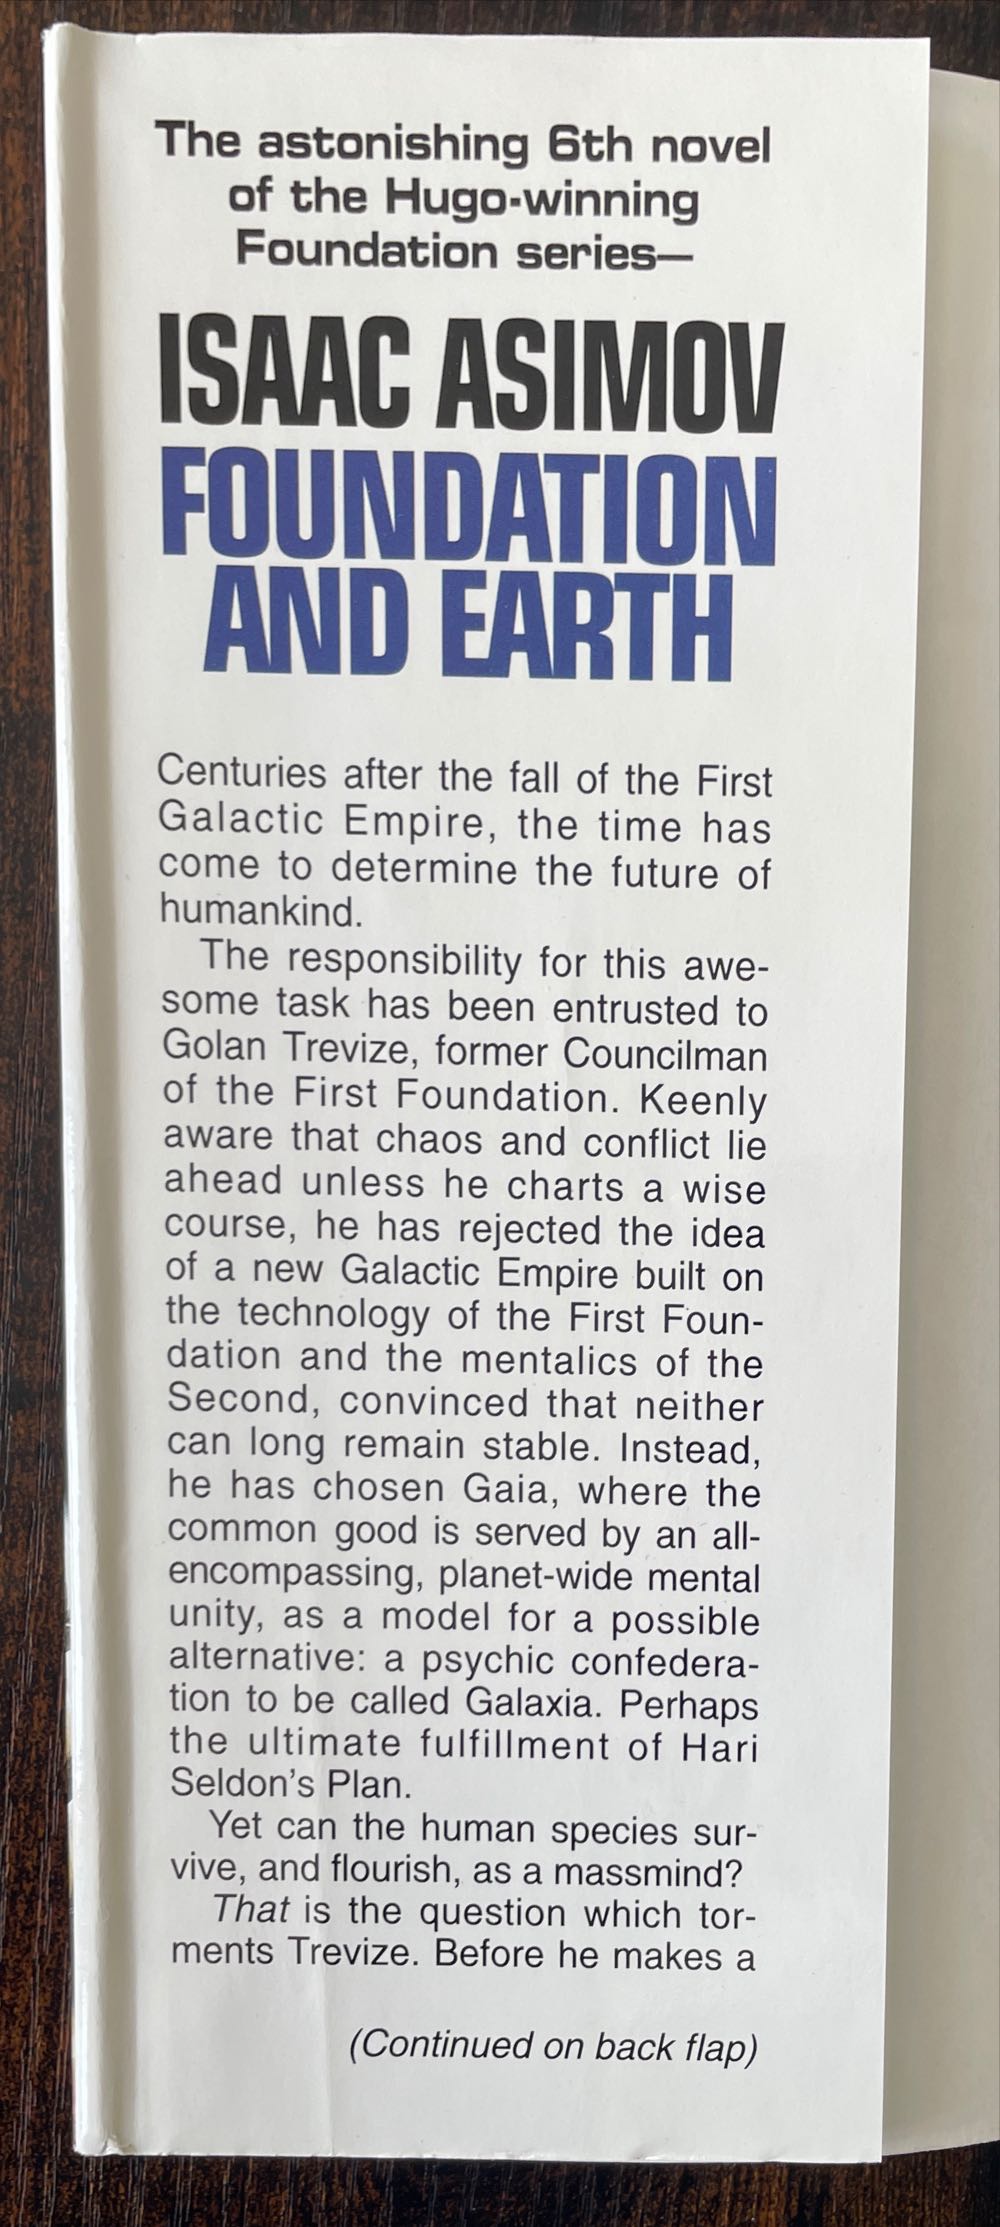 The astonishing 6th novel
of the Hugo-winning
Foundation series—
ISAAC ASIMOV
FOUNDATION
AND EARTH
Centuries after the fall of the First
Galactic Empire, the time has
come to determine the future of
humankind.
The responsibility for this awe-
some task has been entrusted to
Golan Trevize, former Councilman
of the First Foundation. Keenly
aware that chaos and conflict lie
ahead unless he charts a wise
course, he has rejected the idea
of a new Galactic Empire built on
the technology of the First Foun-
dation and the mentalics of the
Second, convinced that neither
can long remain stable. Instead,
he has chosen Gaia, where the
common good is served by an all-
encompassing, planet-wide mental
unity, as a model for a possible
alternative: a psychic confedera-
tion to be called Galaxia. Perhaps
the ultimate fulfillment of Hari
Seldon's Plan.
Yet can the human species sur-
vive, and flourish, as a massmind?
That is the question which tor-
ments Trevize. Before he makes a
(Continued on back flap)